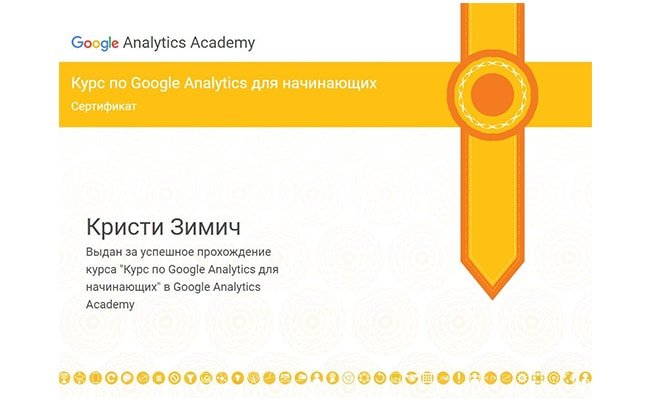 Google Analytics Academy
Курс по Google Analytics для начинающих
Сертификат
Кристи Зимич
Выдан за успешное прохождение
курса "Курс по Google Analytics для
начинающих" в Google Analytics
Academy